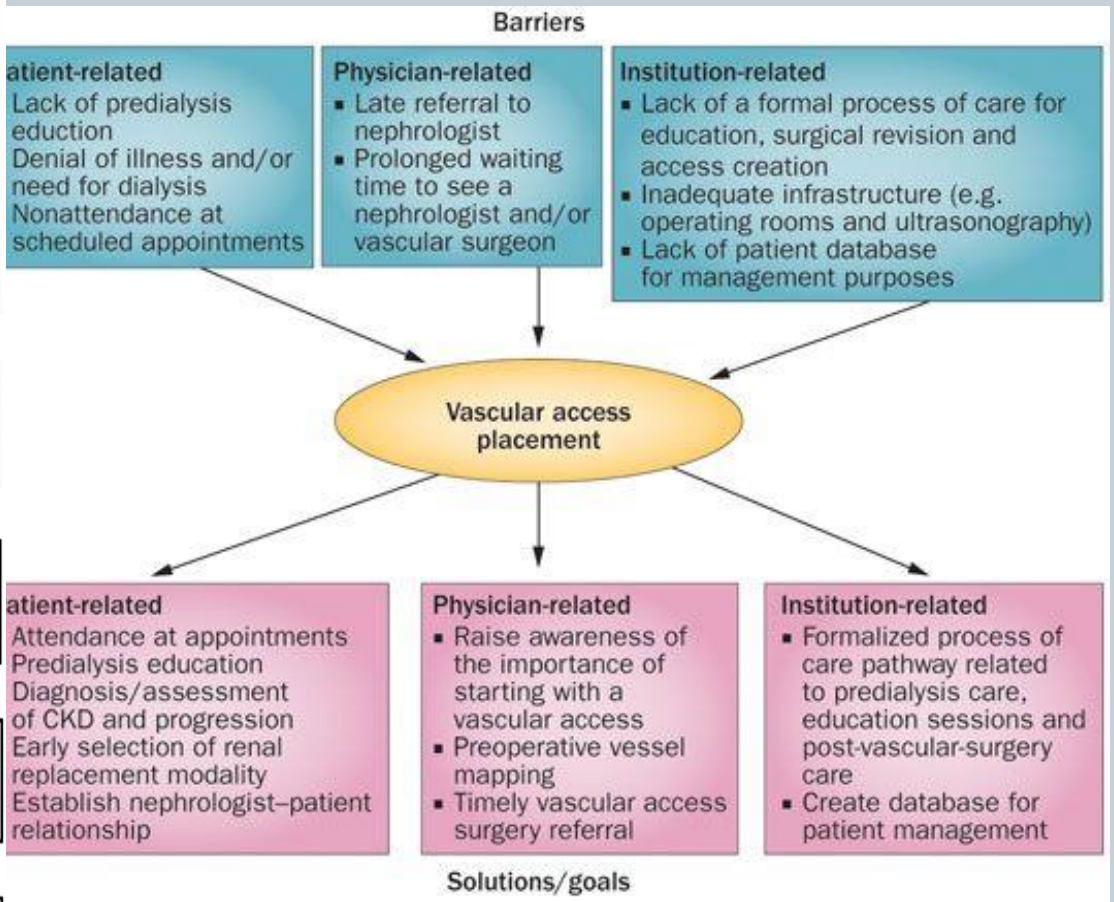 Barriers
atient-related
Lack of predialysis
eduction
Denial of illness and/or
need for dialysis
Nonattendance at
scheduled appointments
Physician-related
▪ Late referral to
nephrologist
▪ Prolonged waiting
time to see a
nephrologist and/or
vascular surgeon
Institution-related
▪ Lack of a formal process of care for
education, surgical revision and
access creation
▪ Inadequate infrastructure (e.g.
operating rooms and ultrasonography)
▪ Lack of patient database
for management purposes
Vascular access
placement
atient-related
Attendance at appointments
Predialysis education
Diagnosis/assessment
of CKD and progression
Early selection of renal
replacement modality
Establish nephrologist–patient
relationship
Physician-related
▪ Raise awareness of
the importance of
starting with a
vascular access
▪ Preoperative vessel
mapping
▪ Timely vascular access
surgery referral
Institution-related
▪ Formalized process of
care pathway related
to predialysis care,
education sessions and
post-vascular-surgery
care
▪ Create database for
patient management
Solutions/goals